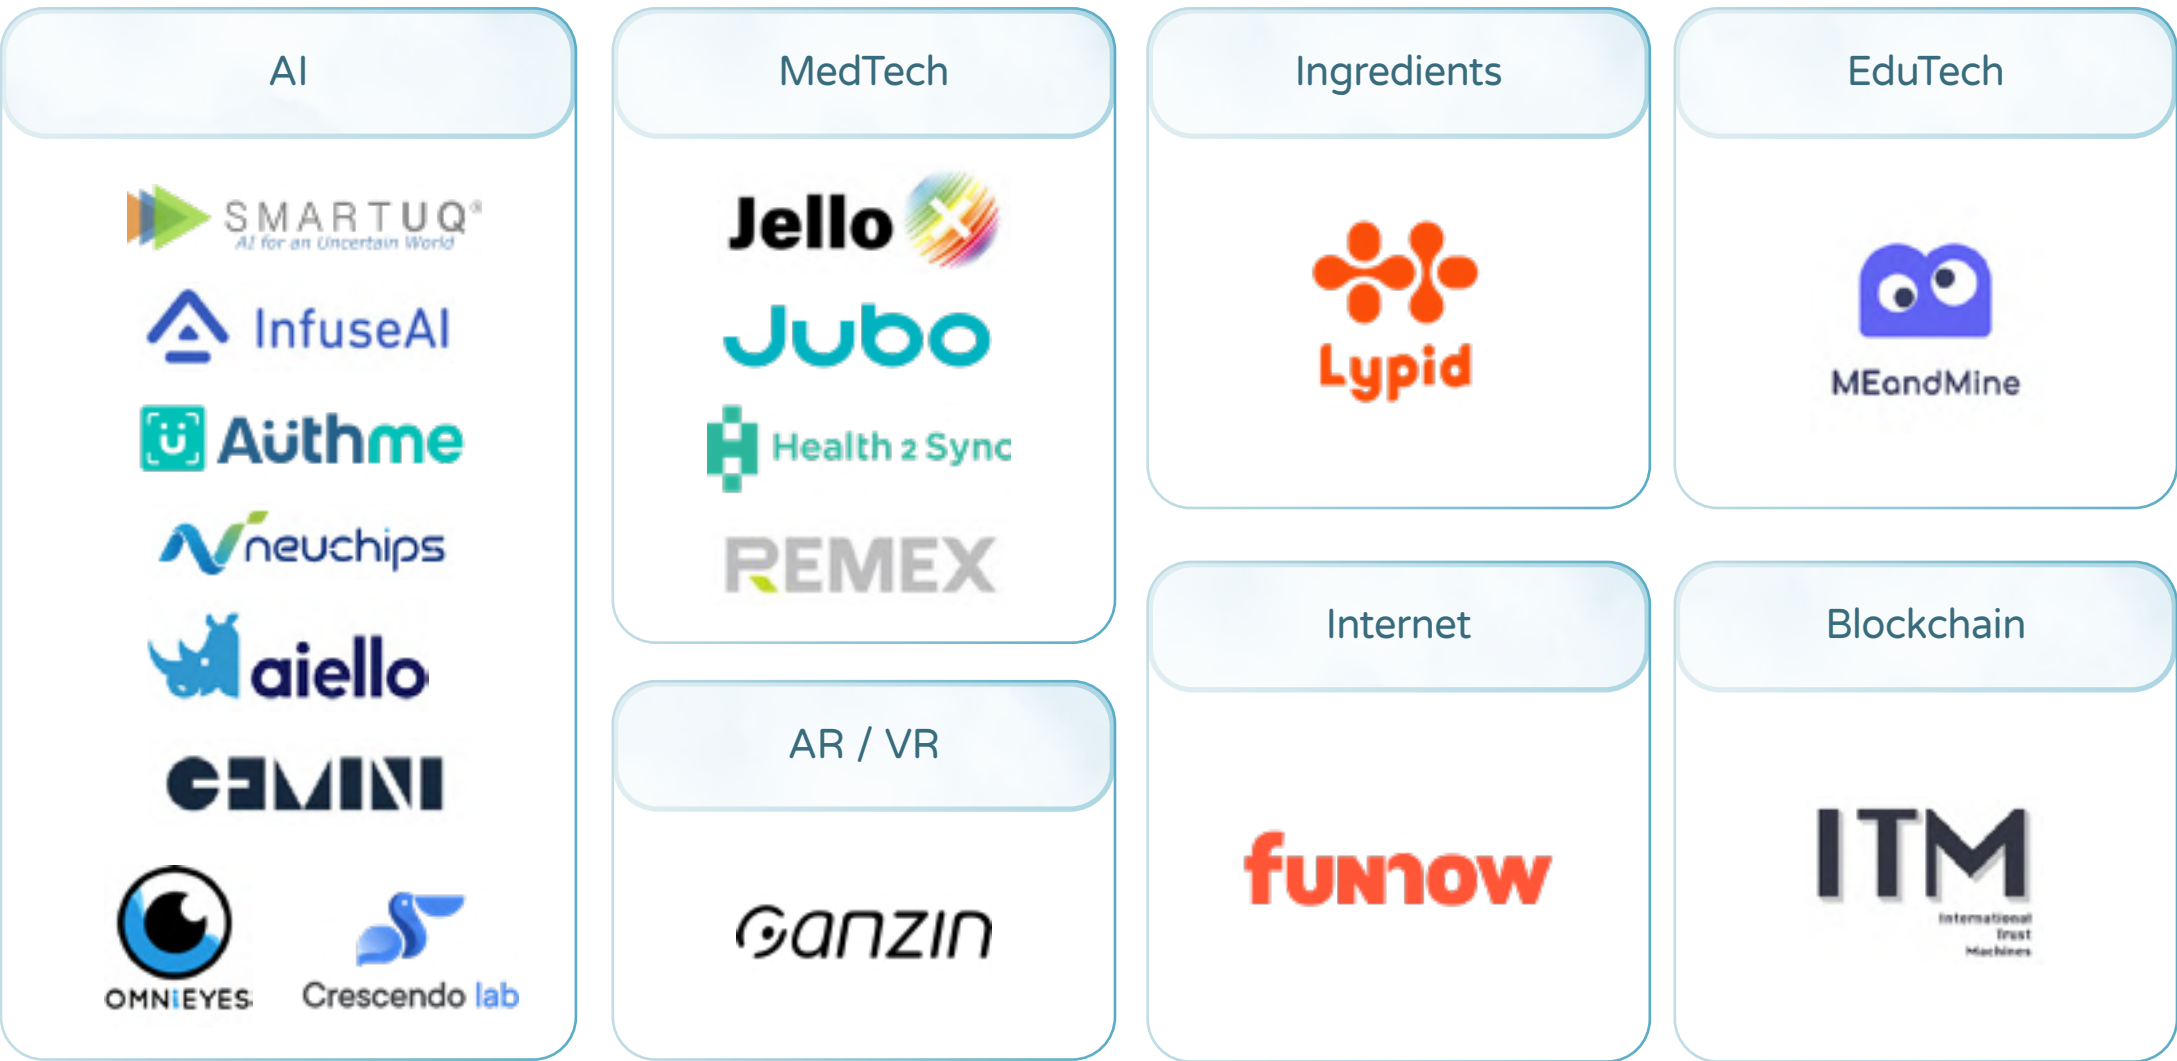 AI
SMARTUQ®
AI for an Uncertain World
InfuseAI
Aüthme
neuchips
aiello
GEMINI
OMNiEYES
Crescendo lab
MedTech
Jello X
Jubo
Health2Sync
REMEX
AR / VR
Ganzin
Ingredients
Lypid
Internet
FUNNOW
EduTech
MEandMine
Blockchain
ITM
International
Trust
Machines